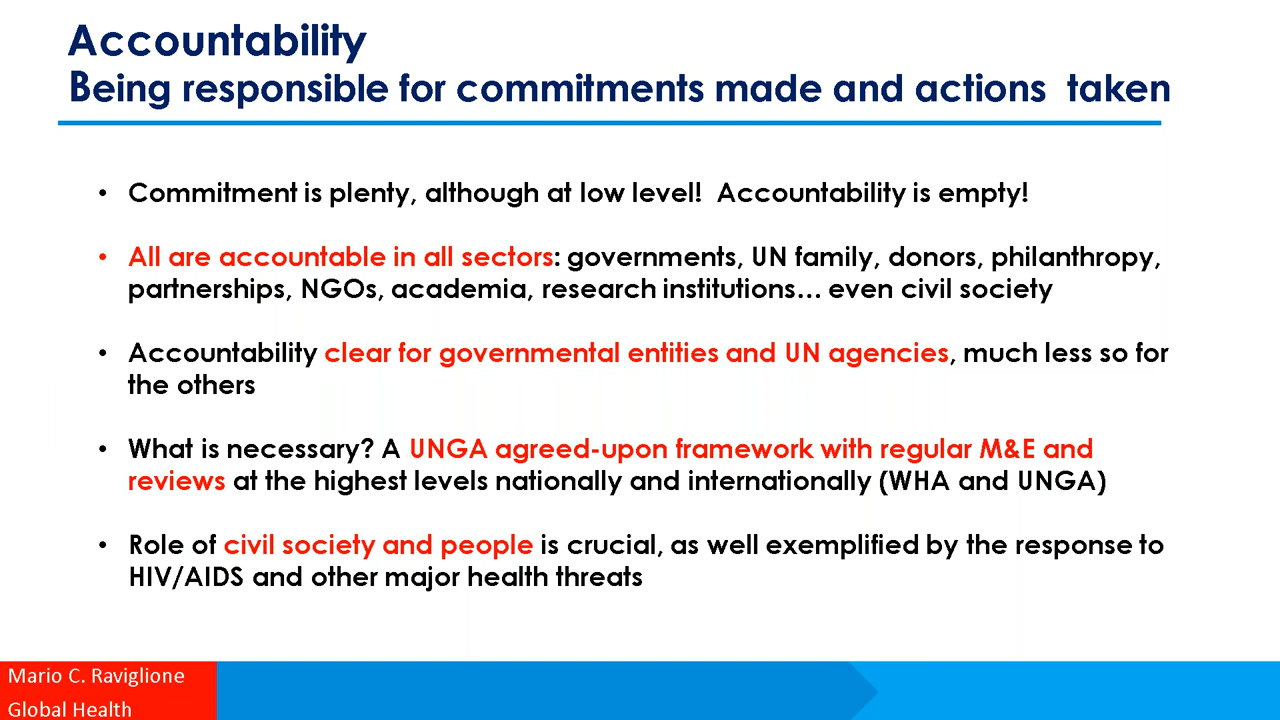 Accountability
Being responsible for commitments made and actions  taken
• Commitment is plenty, although at low level!  Accountability is empty!
• All are accountable in all sectors: governments, UN family, donors, philanthropy,
partnerships, NGOs, academia, research institutions… even civil society
• Accountability clear for governmental entities and UN agencies, much less so for
the others
• What is necessary? A UNGA agreed-upon framework with regular M&E and
reviews at the highest levels nationally and internationally (WHA and UNGA)
• Role of civil society and people is crucial, as well exemplified by the response to
HIV/AIDS and other major health threats
Mario C. Raviglione
Global Health